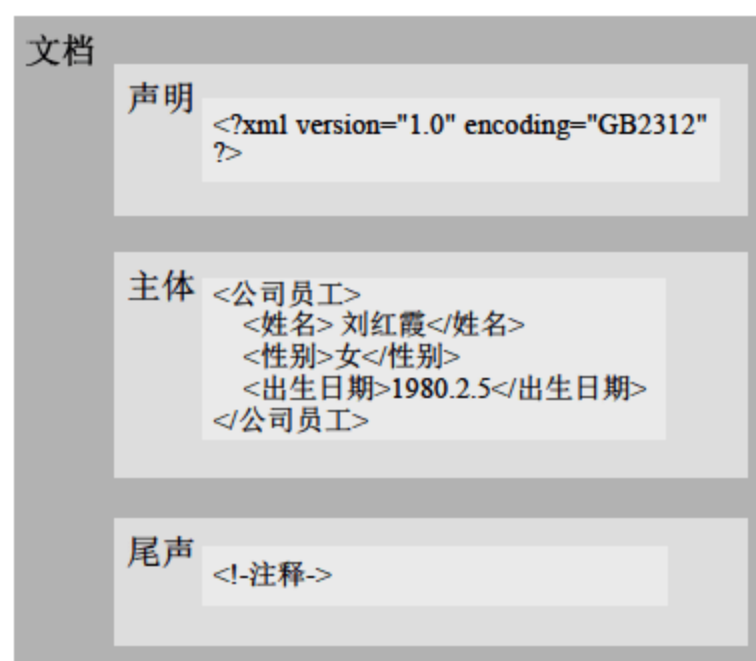 文档
声明
<?xml version="1.0" encoding="GB2312"
?>
主体
<公司员工>
<姓名> 刘红霞</姓名>
<性别>女</性别>
<出生日期>1980.2.5</出生日期>
</公司员工>
尾声
<!-注释->